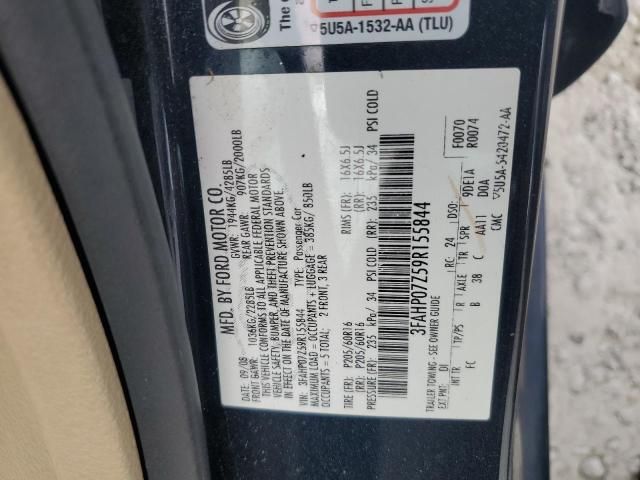 The e
5U5A-1532-AA (TLU)
MFD. BY FORD MOTOR CO.
DATE: 09/08 GVWR: 1944KG/4285LB
FRONT GAWR: 1036KG/2285LB REAR GAWR: 907KG/2000LB
THIS VEHICLE CONFORMS TO ALL APPLICABLE FEDERAL MOTOR
VEHICLE SAFETY, BUMPER, AND THEFT PREVENTION STANDARDS
IN EFFECT ON THE DATE OF MANUFACTURE SHOWN ABOVE.
VIN: 3FAHP07Z59R155844 TYPE: Passenger Car
MAXIMUM LOAD = OCCUPANTS + LUGGAGE = 385KG/ 850LB
OCCUPANTS = 5 TOTAL: 2 FRONT, 3 REAR
TIRE (FR): P205/60R16 RIMS (FR): 16X6.5J
(RR): P205/60R16 (RR): 16X6.5J
PRESSURE (FR): 235 kPa/ 34 PSI COLD (RR): 235 kPa/ 34 PSI COLD
3FAHP07Z59R155844
TRAILER TOWING - SEE OWNER GUIDE F0070
EXT PNT: DI RC: 24 DSO: R0074
INT TR TP/PS R AXLE TR SPR 9DE1A
FC B 38 C AA11 D0A
CMC 5U5A-5420472-AA